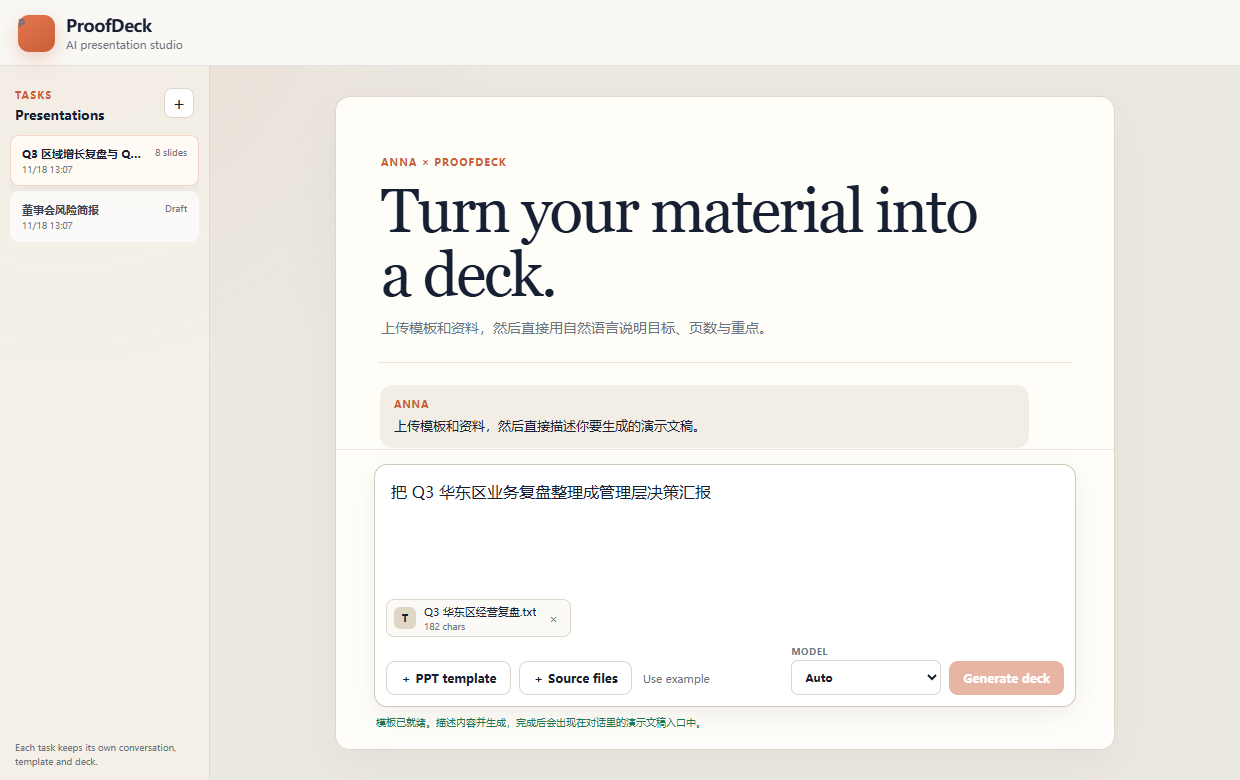 ProofDeck
AI presentation studio
TASKS
Presentations
+
Q3 区域增长复盘与 Q... 8 slides
11/18 13:07
董事会风险简报 Draft
11/18 13:07
Each task keeps its own conversation,
template and deck.
ANNA × PROOFDECK
Turn your material into
a deck.
上传模板和资料，然后直接用自然语言说明目标、页数与重点。
ANNA
上传模板和资料，然后直接描述你要生成的演示文稿。
把 Q3 华东区业务复盘整理成管理层决策汇报
T
Q3 华东区经营复盘.txt ×
182 chars
MODEL
+ PPT template + Source files Use example Auto Generate deck
模板已就绪。描述内容并生成，完成后会出现在对话里的演示文稿入口中。